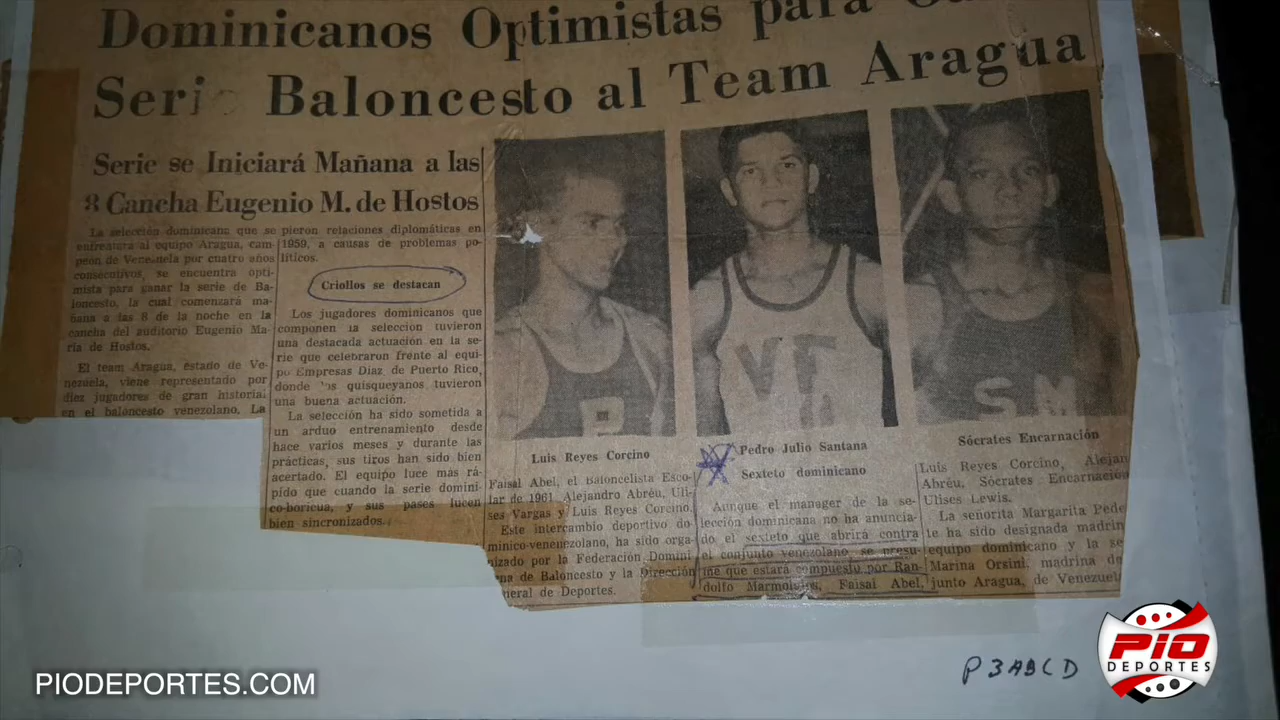 Dominicanos Optimistas para
Serie Baloncesto al Team Aragua
Serie se Iniciará Mañana a las
8 Cancha Eugenio M. de Hostos
La selección dominicana que se
enfrentará al equipo Aragua, cam-
peón de Venezuela por cuatro años
consecutivos, se encuentra opti-
mista para ganar la serie de Ba-
loncesto, la cual comenzará ma-
ñana a las 8 de la noche en la
cancha del auditorio Eugenio Ma-
ría de Hostos.
El team Aragua, estado de Ve-
nezuela, viene representado por
diez jugadores de gran historial
en el baloncesto venezolano. La
pieron relaciones diplomáticas en
1959, a causas de problemas po-
líticos.
Criollos se destacan
Los jugadores dominicanos que
componen la selección tuvieron
una destacada actuación en la se-
rie que celebraron frente al equi-
po Empresas Díaz, de Puerto Rico,
donde los quisqueyanos tuvieron
una buena actuación.
La selección ha sido sometida a
un arduo entrenamiento desde
hace varios meses y durante las
prácticas, sus tiros han sido bien
acertado. El equipo luce más rá-
pido que cuando la serie domini-
co-boricua, y sus pases lucen
bien sincronizados.
P
Luis Reyes Corcino
Faisal Abel, el Baloncelista Esco-
lar de 1961, Alejandro Abréu, Uli-
ses Vargas y Luis Reyes Corcino.
Este intercambio deportivo do-
minico-venenezolano, ha sido orga-
nizado por la Federación Domini
na de Baloncesto y la Dirección
neral de Deportes.
Pedro Julio Santana
Sexteto dominicano
Aunque el manager de la se-
lección dominicana no ha anuncia-
do el sexteto que abrirá contra
el conjunto venezolano, se presu-
me que estará compuesto por Ran-
dolfo Faisal Abel,
SM
Sócrates Encarnación
Luis Reyes Corcino, Alejan
Abréu, Sócrates Encarnación
Ulises Lewis.
La señorita Margarita Pede
te ha sido designada madrin
equipo dominicano y la se
Marina Orsini, madrina de
junto Aragua, de Venezuel
P3ABCD
PIO
DEPORTES
PIODEPORTES.COM